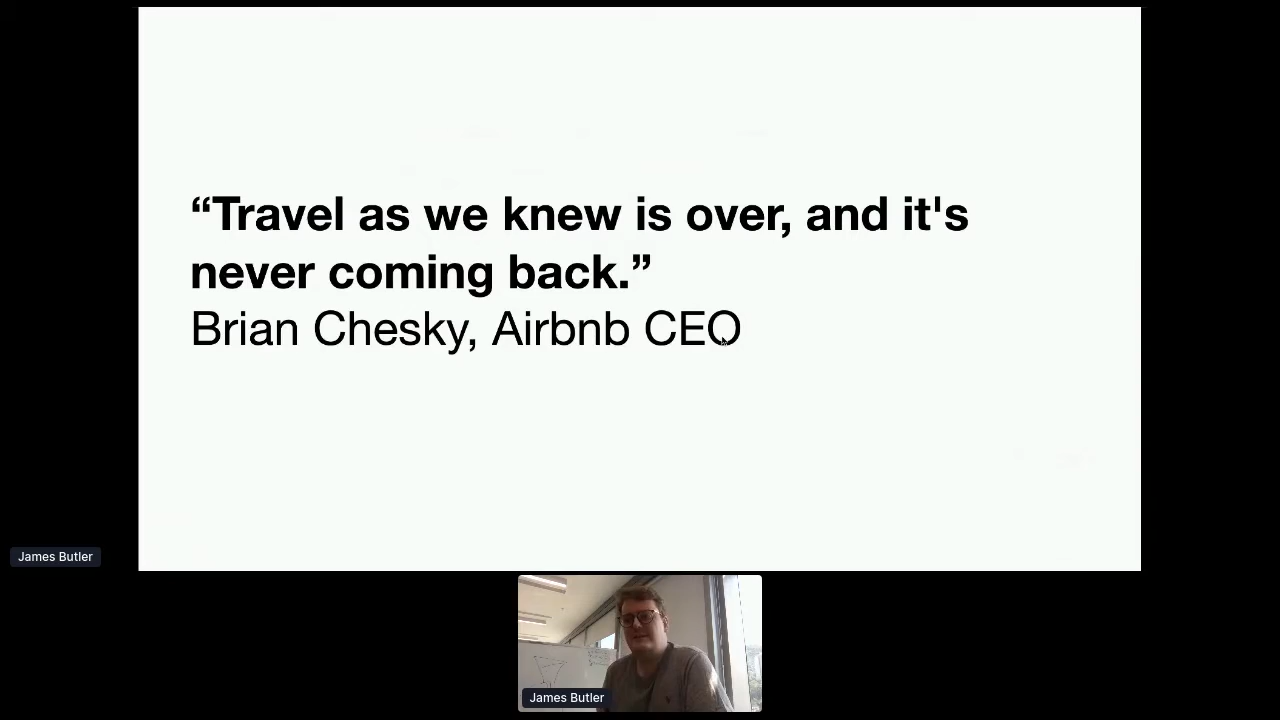 “Travel as we knew is over, and it's
never coming back.”
Brian Chesky, Airbnb CEO
James Butler
James Butler